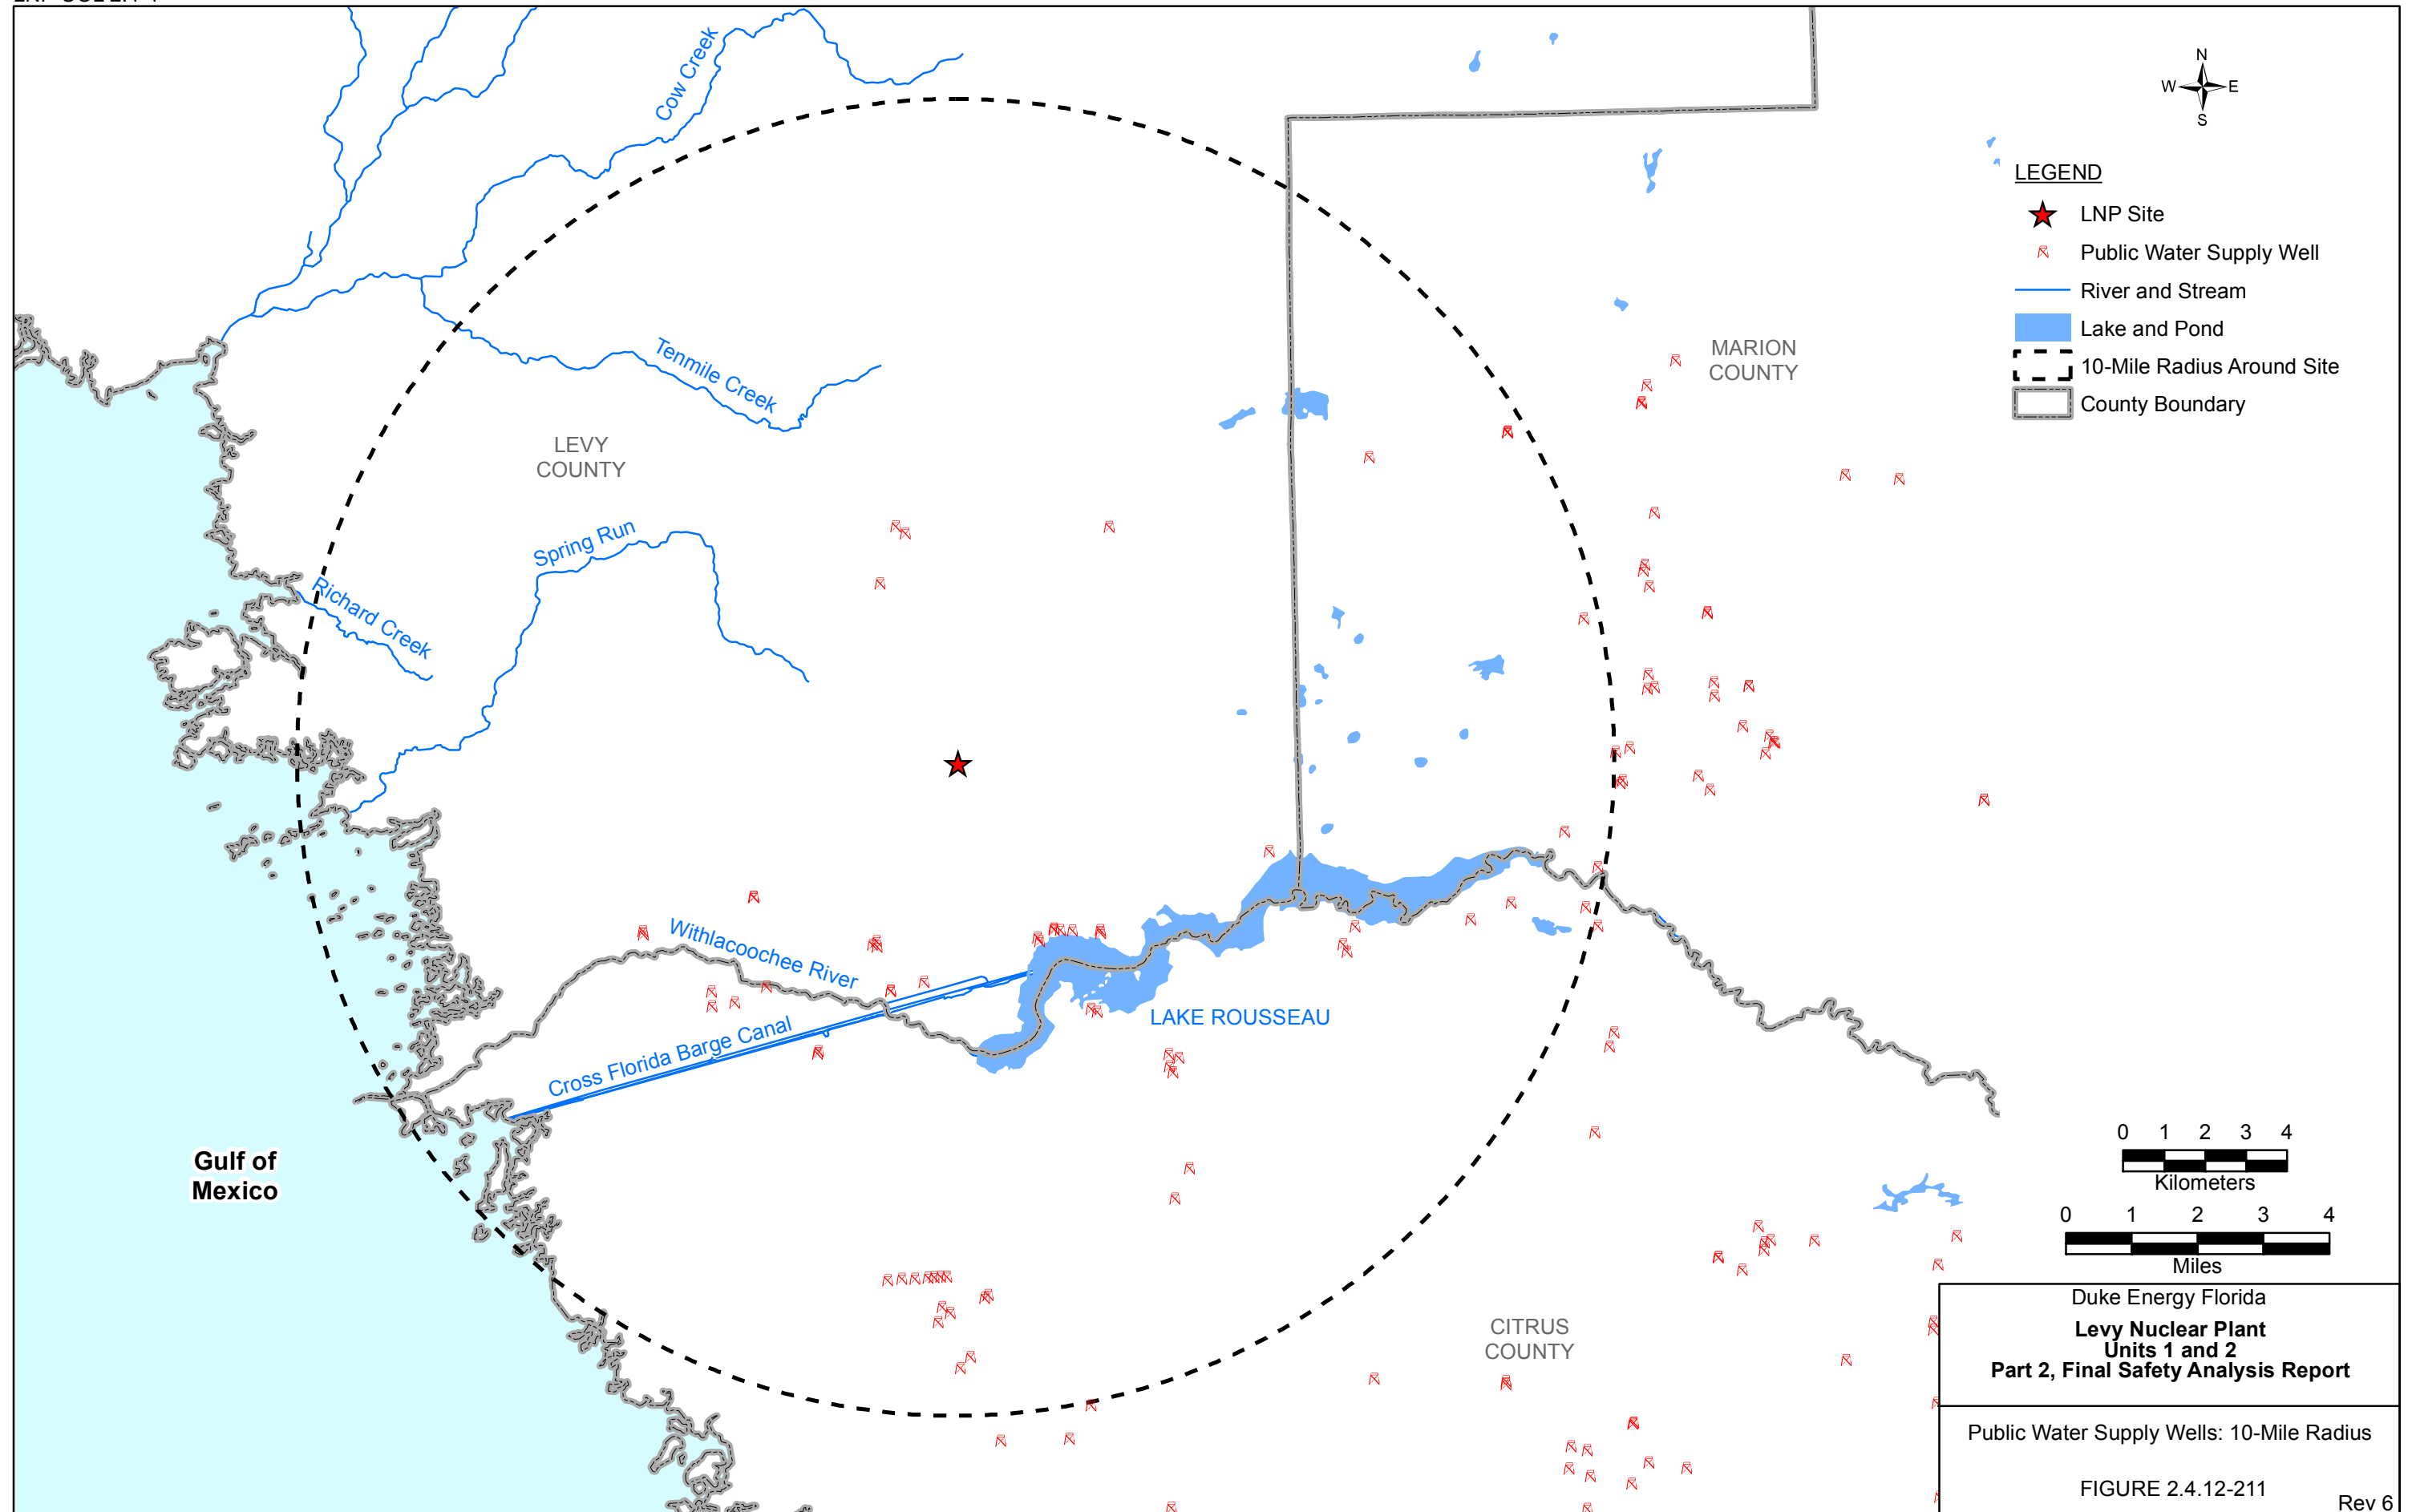 Cow Creek
N
W
E
S
LEGEND
LNP Site
Public Water Supply Well
River and Stream
Lake and Pond
10-Mile Radius Around Site
County Boundary
MARION
COUNTY
Tenmile Creek
LEVY
COUNTY
Spring Run
Richard Creek
Withlacoochee River
LAKE ROUSSEAU
Cross Florida Barge Canal
Gulf of
Mexico
0 1 2 3 4
Kilometers
0 1 2 3 4
Miles
CITRUS
COUNTY
Duke Energy Florida
Levy Nuclear Plant
Units 1 and 2
Part 2, Final Safety Analysis Report
Public Water Supply Wells: 10-Mile Radius
FIGURE 2.4.12-211
Rev 6